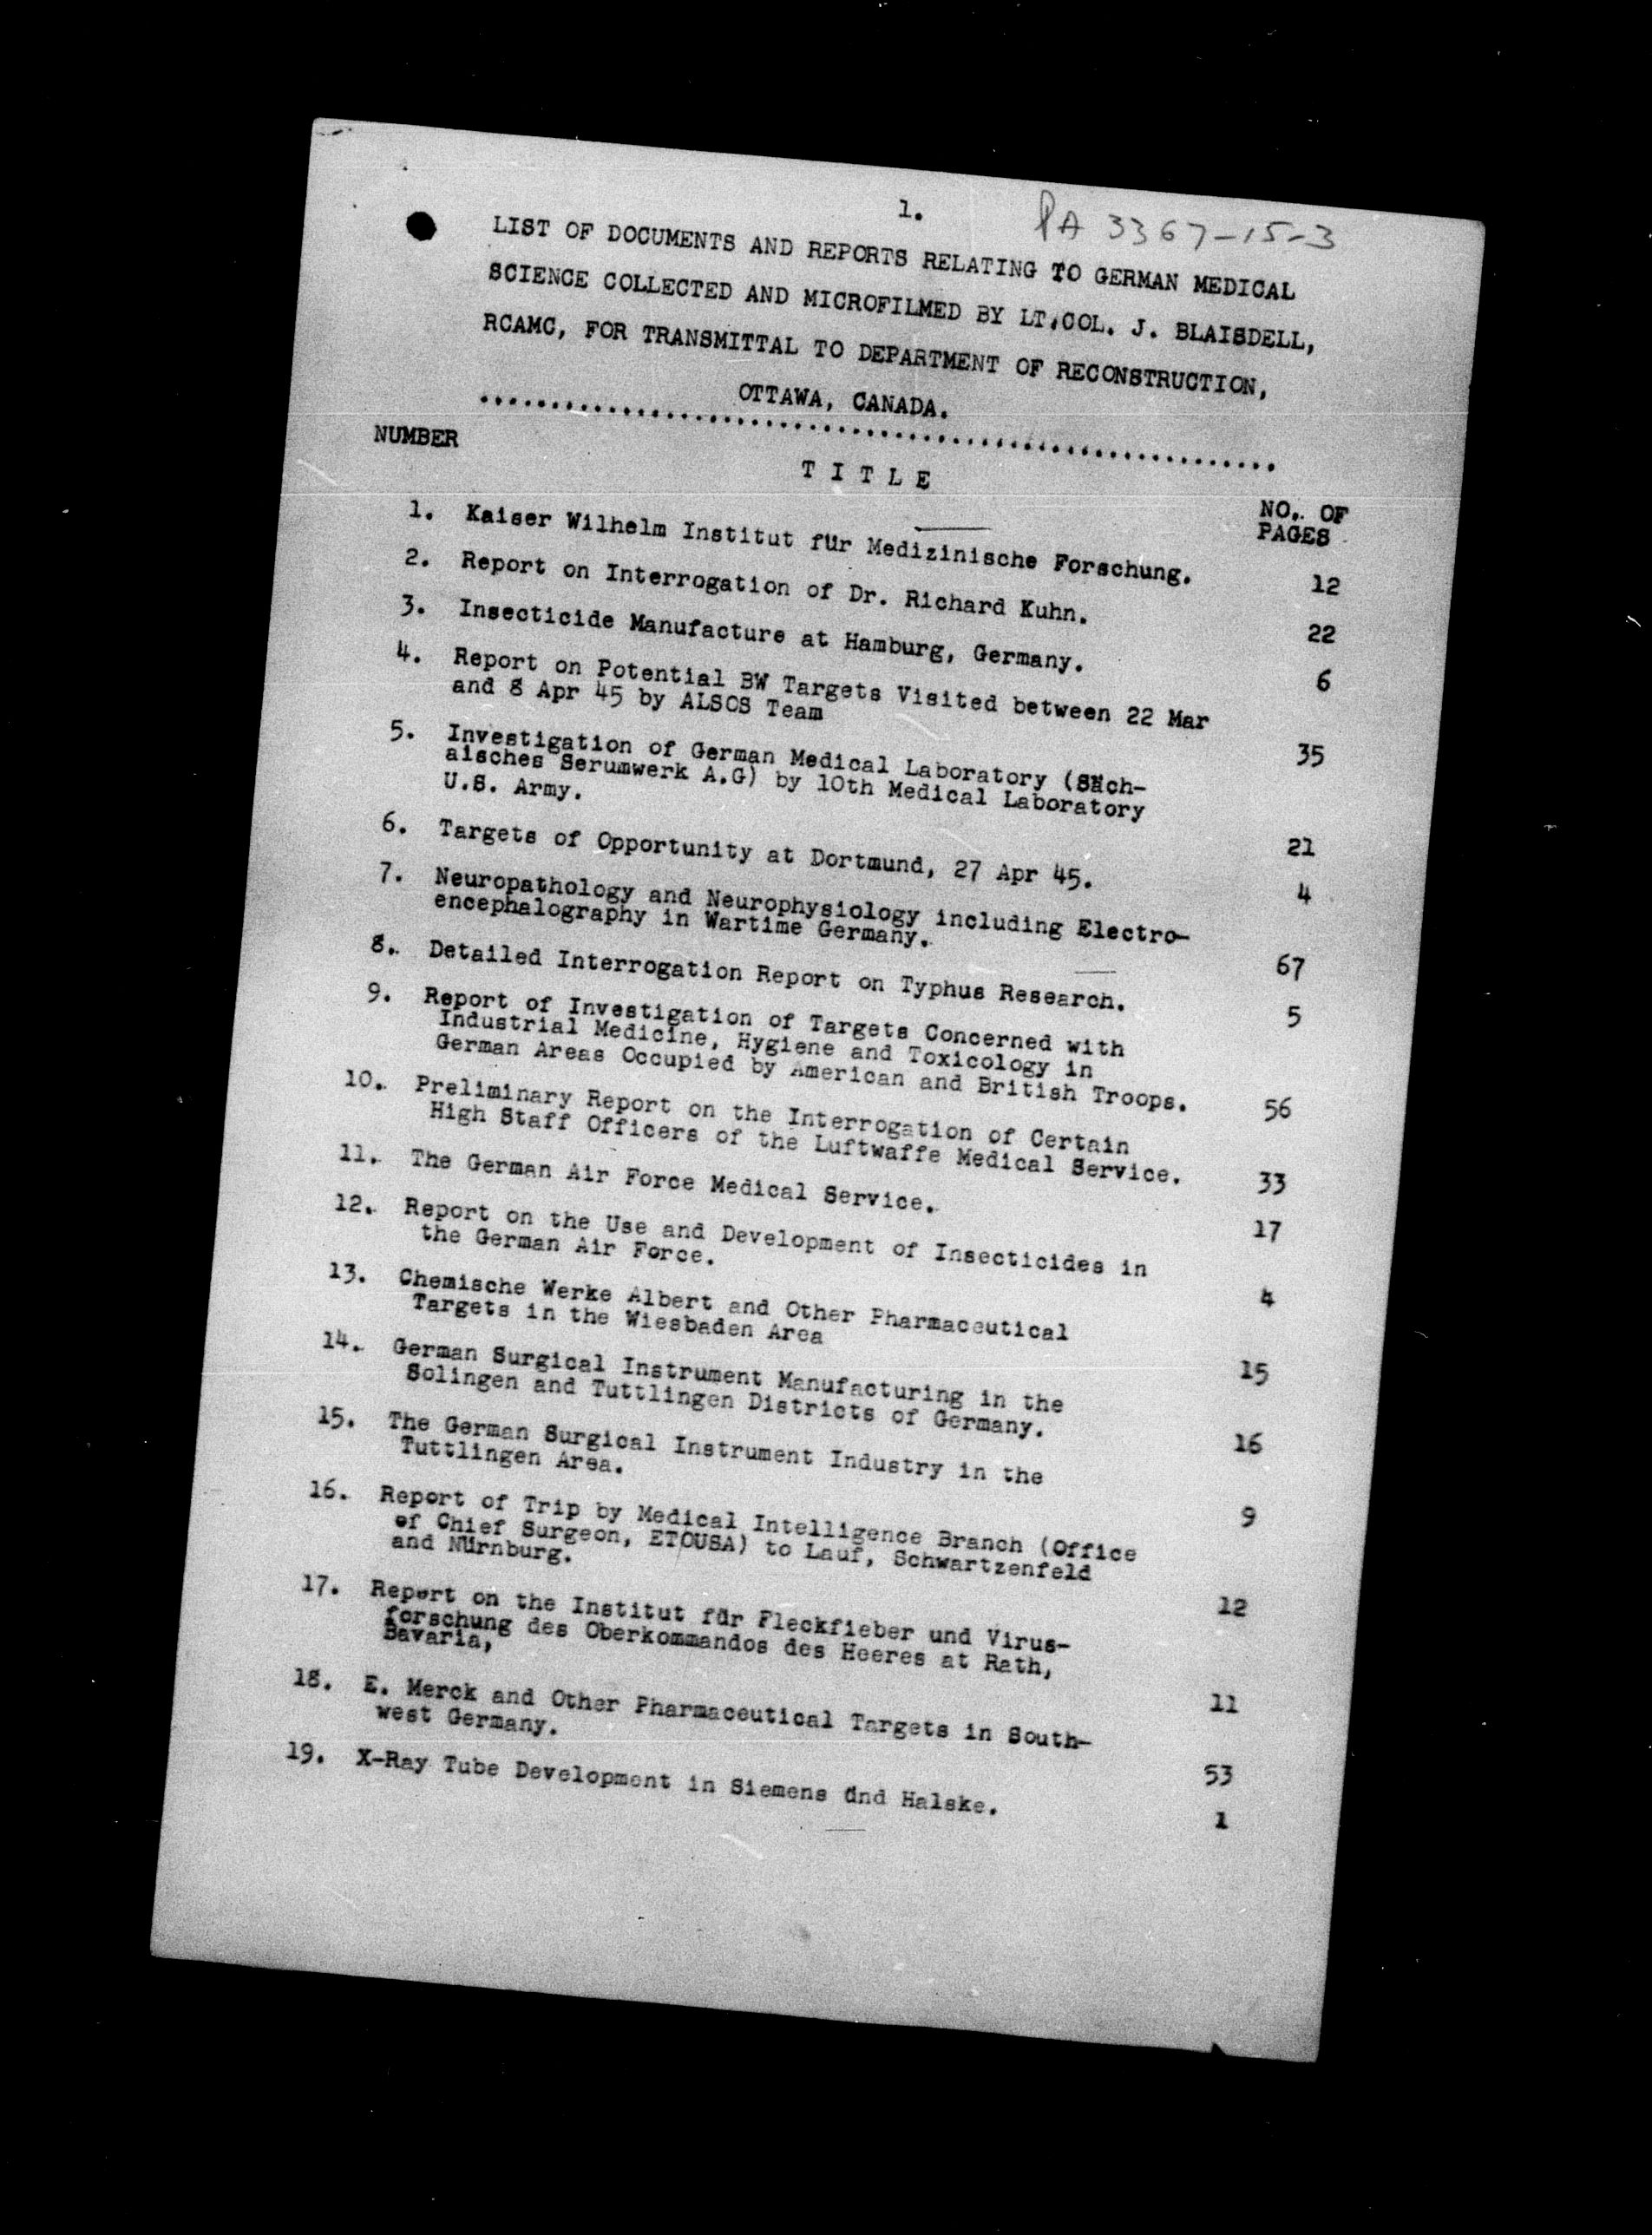 1.
PA 3367-15-3
LIST OF DOCUMENTS AND REPORTS RELATING TO GERMAN MEDICAL
SCIENCE COLLECTED AND MICROFILMED BY LT.COL. J. BLAISDELL,
RCAMC, FOR TRANSMITTAL TO DEPARTMENT OF RECONSTRUCTION,
OTTAWA, CANADA.
NUMBER
T I T L E
NO. OF
PAGES
1. Kaiser Wilhelm Institut für Medizinische Forschung. 12
2. Report on Interrogation of Dr. Richard Kuhn. 22
3. Insecticide Manufacture at Hamburg, Germany. 6
4. Report on Potential BW Targets Visited between 22 Mar
and 8 Apr 45 by ALSOS Team 35
5. Investigation of German Medical Laboratory (Säch-
aisches Serumwerk A.G) by 10th Medical Laboratory
U.S. Army. 21
6. Targets of Opportunity at Dortmund, 27 Apr 45. 4
7. Neuropathology and Neurophysiology including Electro-
encephalography in Wartime Germany. 67
8. Detailed Interrogation Report on Typhus Research. 5
9. Report of Investigation of Targets Concerned with
Industrial Medicine, Hygiene and Toxicology in
German Areas Occupied by American and British Troops. 56
10. Preliminary Report on the Interrogation of Certain
High Staff Officers of the Luftwaffe Medical Service. 33
11. The German Air Force Medical Service. 17
12. Report on the Use and Development of Insecticides in
the German Air Force. 4
13. Chemische Werke Albert and Other Pharmaceutical
Targets in the Wiesbaden Area 15
14. German Surgical Instrument Manufacturing in the
Solingen and Tuttlingen Districts of Germany. 16
15. The German Surgical Instrument Industry in the
Tuttlingen Area. 9
16. Report of Trip by Medical Intelligence Branch (Office
of Chief Surgeon, ETOUSA) to Lauf, Schwartzenfeld
and Nürnburg. 12
17. Report on the Institut für Fleckfieber und Virus-
forschung des Oberkommandos des Heeres at Rath,
Bavaria, 11
18. E. Merck and Other Pharmaceutical Targets in South-
west Germany. 53
19. X-Ray Tube Development in Siemens ünd Halske. 1